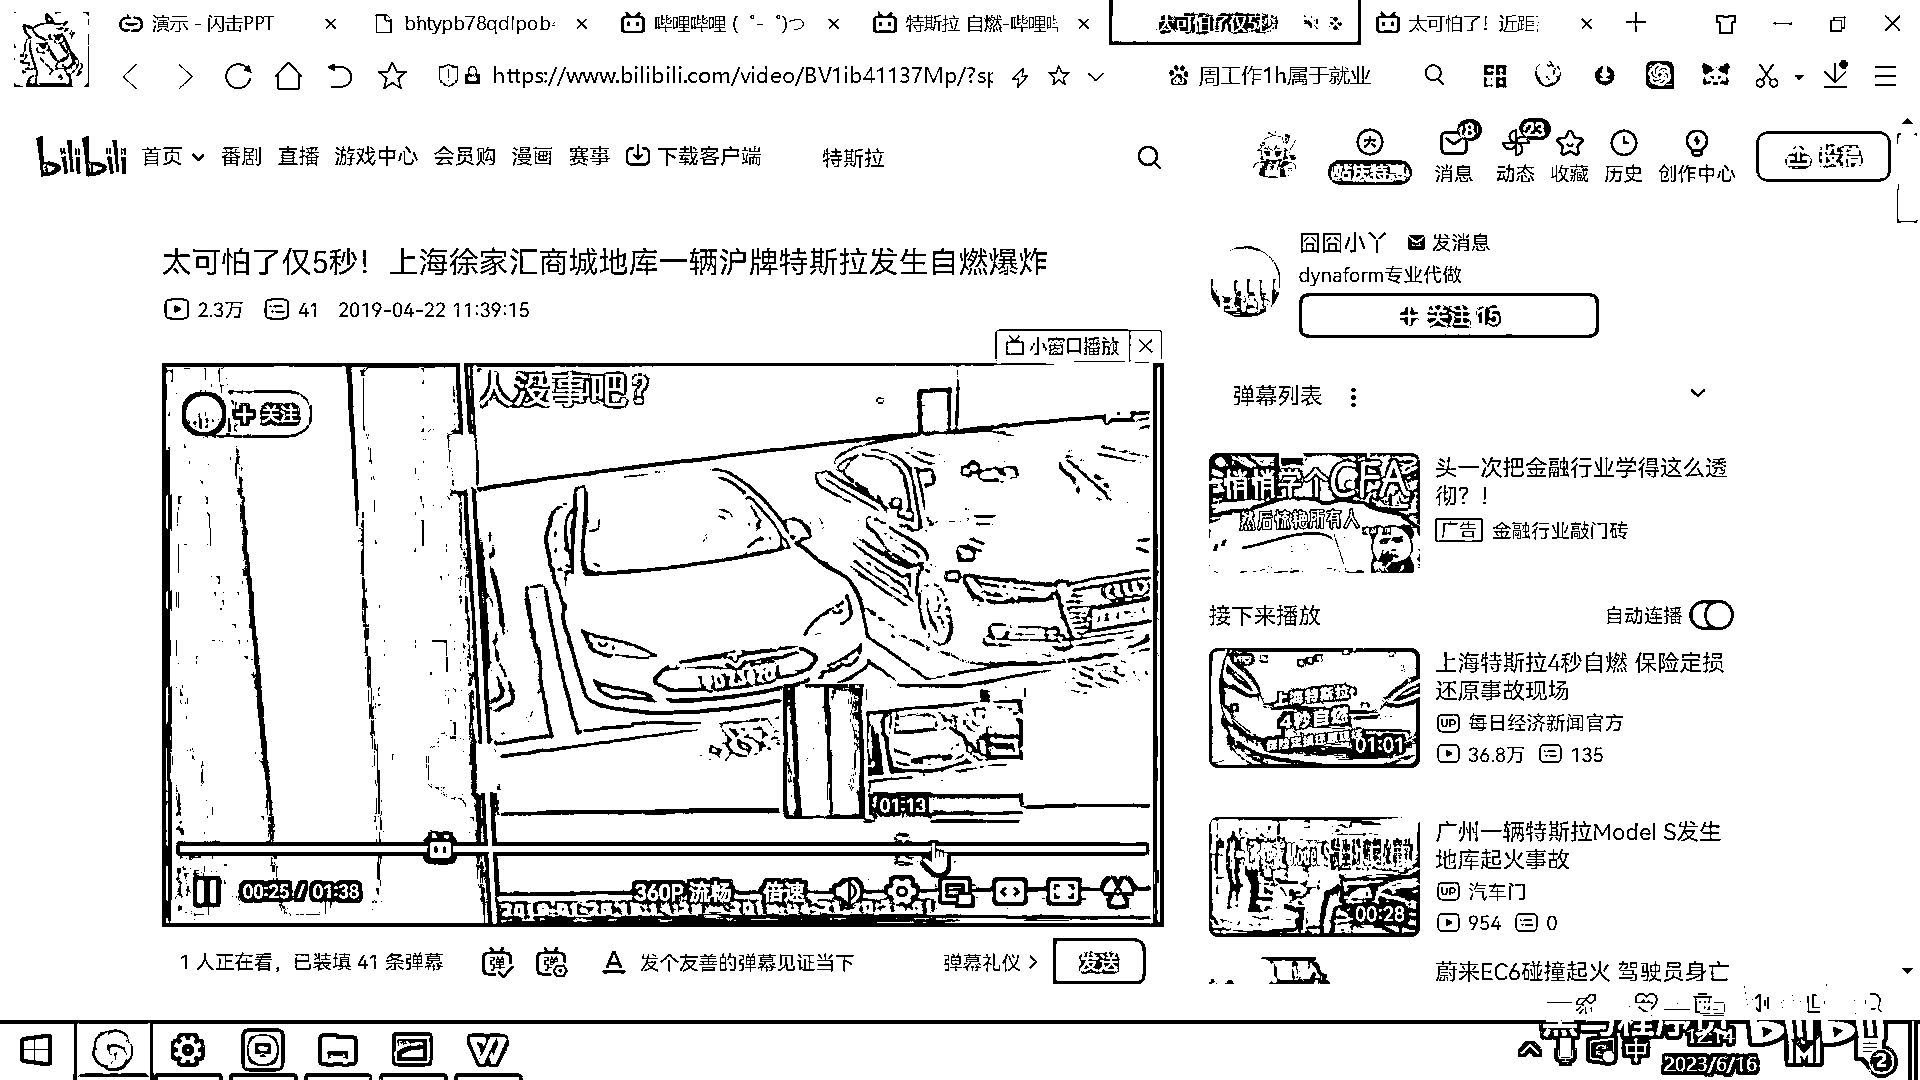 演示 - 闪击PPT
bhtypb78qdlpob
哔哩哔哩 ( ゜- ゜)つ
特斯拉 自燃-哔哩哔
太可怕了仅5秒
太可怕了！近距
https://www.bilibili.com/video/BV1ib41137Mp/?sp
周工作1h属于就业
bilibili
首页
番剧
直播
游戏中心
会员购
漫画
赛事
下载客户端
特斯拉
大
消息
23
动态
收藏
历史
创作中心
投稿
太可怕了仅5秒！上海徐家汇商城地库一辆沪牌特斯拉发生自燃爆炸
2.3万
41
2019-04-22 11:39:15
小窗口播放
囧囧小丫
发消息
dynaform专业代做
+ 关注 15
弹幕列表
+ 关注
人没事吧?
01:13
00:25 / 01:38
360P 流畅
倍速
1 人正在看，已装填 41 条弹幕
发个友善的弹幕见证当下
弹幕礼仪
发送
悄悄学个CFA
然后惊艳所有人
头一次把金融行业学得这么透
彻？！
广告
金融行业敲门砖
接下来播放
自动连播
上海特斯拉
4秒自燃
01:01
上海特斯拉4秒自燃 保险定损
还原事故现场
每日经济新闻官方
36.8万
135
00:28
广州一辆特斯拉Model S发生
地库起火事故
汽车门
954
0
蔚来EC6碰撞起火 驾驶员身亡
中
12:14
2023/6/16
2